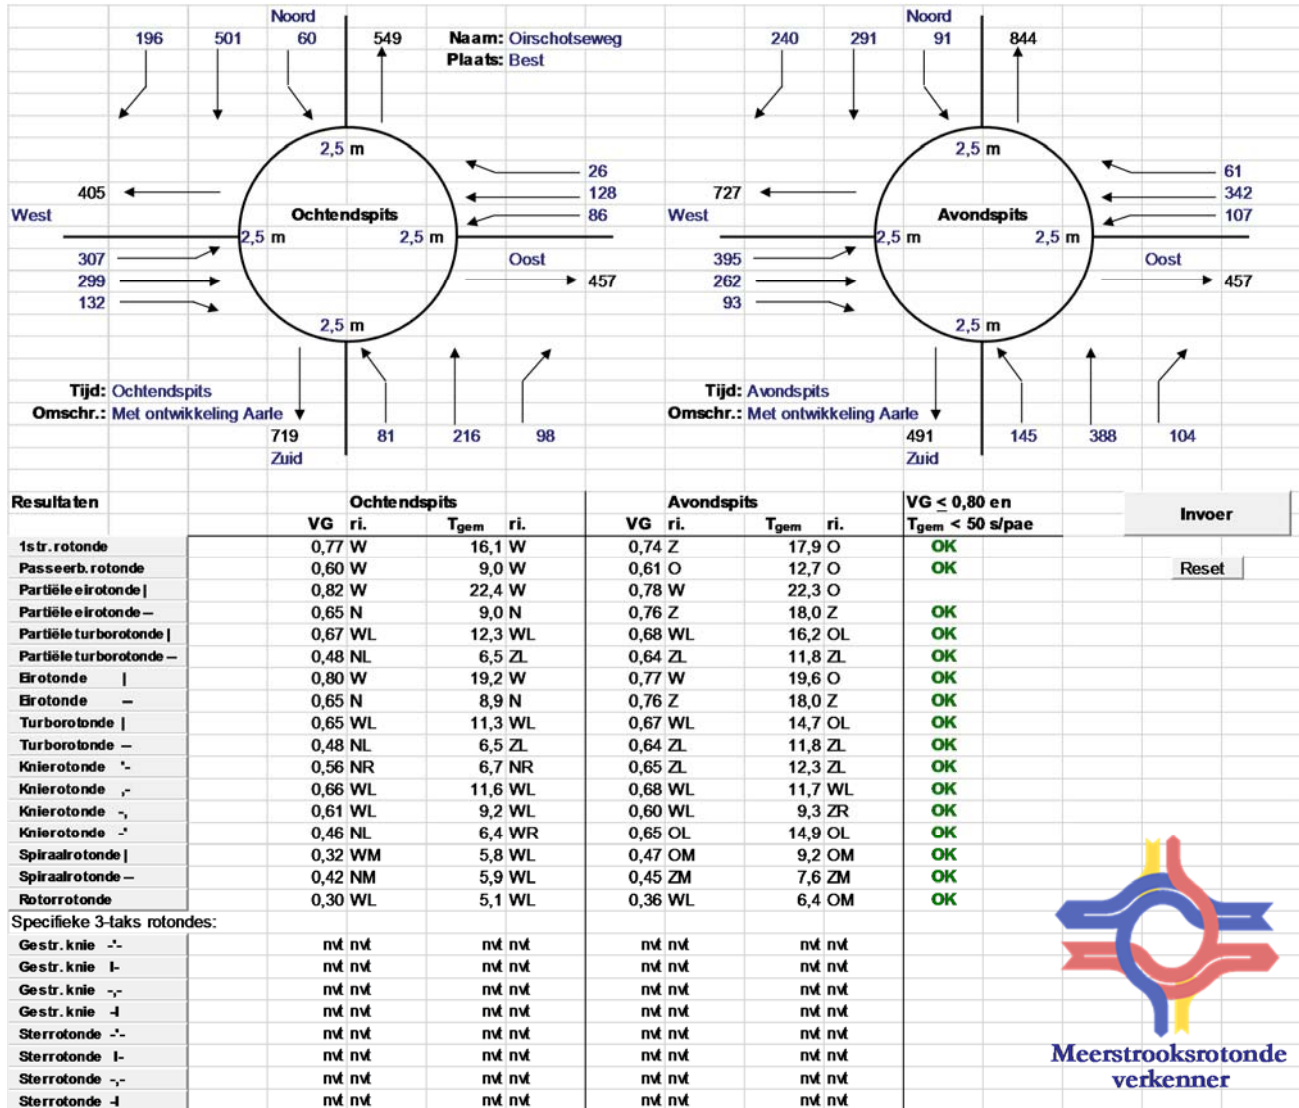 Noord Noord
196 501 60 549 Naam: Oirschotseweg 240 291 91 844
Plaats: Best
2,5 m 2,5 m
26 61
405 128 727 342
West Ochtendspits 86 West Avondspits 107
2,5 m 2,5 m 2,5 m 2,5 m
307 Oost 395 Oost
299 457 262 457
132 93
2,5 m 2,5 m
Tijd: Ochtendspits Tijd: Avondspits
Omschr.: Met ontwikkeling Aarle Omschr.: Met ontwikkeling Aarle
719 81 216 98 491 145 388 104
Zuid Zuid
Resultaten Ochtendspits Avondspits VG ≤ 0,80 en
VG ri. Tgem ri. VG ri. Tgem ri. Tgem < 50 s/pae Invoer
1str. rotonde 0,77 W 16,1 W 0,74 Z 17,9 O OK
Passeerb. rotonde 0,60 W 9,0 W 0,61 O 12,7 O OK Reset
Partiële eirotonde | 0,82 W 22,4 W 0,78 W 22,3 O
Partiële eirotonde – 0,65 N 9,0 N 0,76 Z 18,0 Z OK
Partiële turborotonde | 0,67 WL 12,3 WL 0,68 WL 16,2 OL OK
Partiële turborotonde – 0,48 NL 6,5 ZL 0,64 ZL 11,8 ZL OK
Eirotonde | 0,80 W 19,2 W 0,77 W 19,6 O OK
Eirotonde – 0,65 N 8,9 N 0,76 Z 18,0 Z OK
Turborotonde | 0,65 WL 11,3 WL 0,67 WL 14,7 OL OK
Turborotonde – 0,48 NL 6,5 ZL 0,64 ZL 11,8 ZL OK
Knierotonde '- 0,56 NR 6,7 NR 0,65 ZL 12,3 ZL OK
Knierotonde ,- 0,66 WL 11,6 WL 0,68 WL 11,7 WL OK
Knierotonde -, 0,61 WL 9,2 WL 0,60 WL 9,3 ZR OK
Knierotonde -' 0,46 NL 6,4 WR 0,65 OL 14,9 OL OK
Spiraalrotonde | 0,32 WM 5,8 WL 0,47 OM 9,2 OM OK
Spiraalrotonde – 0,42 NM 5,9 WL 0,45 ZM 7,6 ZM OK
Rotorrotonde 0,30 WL 5,1 WL 0,36 WL 6,4 OM OK
Specifieke 3-taks rotondes:
Gestr. knie -'- nvt nvt nvt nvt nvt nvt nvt nvt
Gestr. knie I- nvt nvt nvt nvt nvt nvt nvt nvt
Gestr. knie -,- nvt nvt nvt nvt nvt nvt nvt nvt
Gestr. knie -I nvt nvt nvt nvt nvt nvt nvt nvt
Sterrotonde -'- nvt nvt nvt nvt nvt nvt nvt nvt
Sterrotonde I- nvt nvt nvt nvt nvt nvt nvt nvt
Sterrotonde -,- nvt nvt nvt nvt nvt nvt nvt nvt
Sterrotonde -I nvt nvt nvt nvt nvt nvt nvt nvt
Meerstrooksrotonde
verkenner